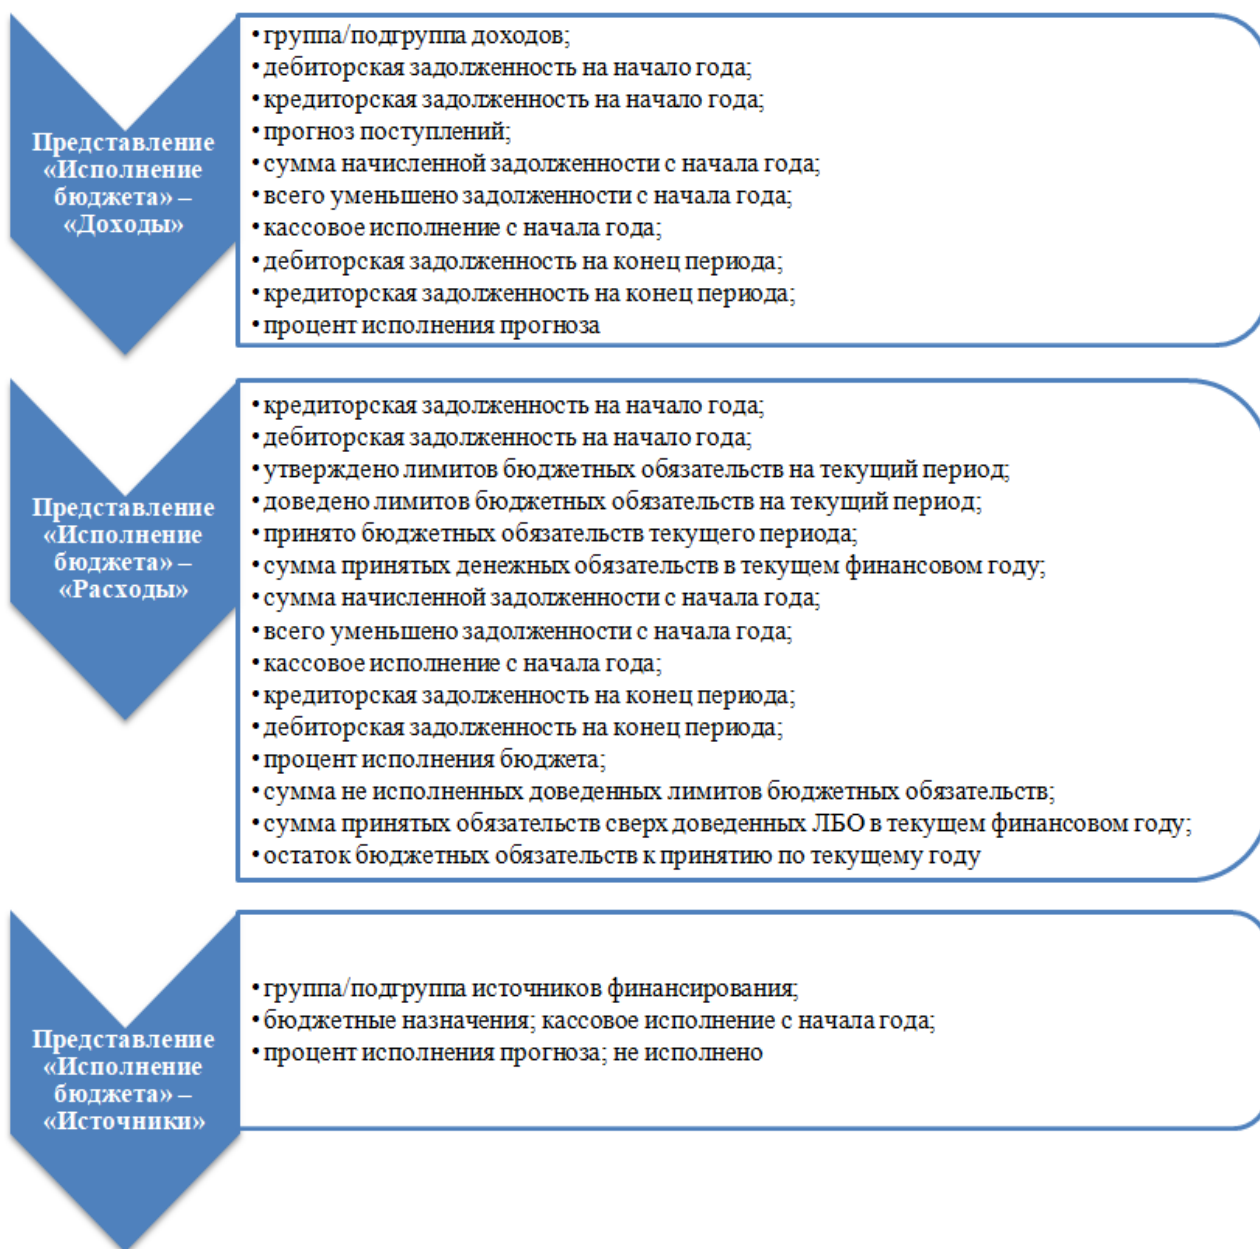 Представление
«Исполнение
бюджета» –
«Доходы»
•группа/подгруппа доходов;
•дебиторская задолженность на начало года;
•кредиторская задолженность на начало года;
•прогноз поступлений;
•сумма начисленной задолженности с начала года;
•всего уменьшено задолженности с начала года;
•кассовое исполнение с начала года;
•дебиторская задолженность на конец периода;
•кредиторская задолженность на конец периода;
•процент исполнения прогноза
Представление
«Исполнение
бюджета» –
«Расходы»
•кредиторская задолженность на начало года;
•дебиторская задолженность на начало года;
•утверждено лимитов бюджетных обязательств на текущий период;
•доведено лимитов бюджетных обязательств на текущий период;
•принято бюджетных обязательств текущего периода;
•сумма принятых денежных обязательств в текущем финансовом году;
•сумма начисленной задолженности с начала года;
•всего уменьшено задолженности с начала года;
•кассовое исполнение с начала года;
•кредиторская задолженность на конец периода;
•дебиторская задолженность на конец периода;
•процент исполнения бюджета;
•сумма не исполненных доведенных лимитов бюджетных обязательств;
•сумма принятых обязательств сверх доведенных ЛБО в текущем финансовом году;
•остаток бюджетных обязательств к принятию по текущему году
Представление
«Исполнение
бюджета» –
«Источники»
•группа/подгруппа источников финансирования;
•бюджетные назначения; кассовое исполнение с начала года;
•процент исполнения прогноза; не исполнено